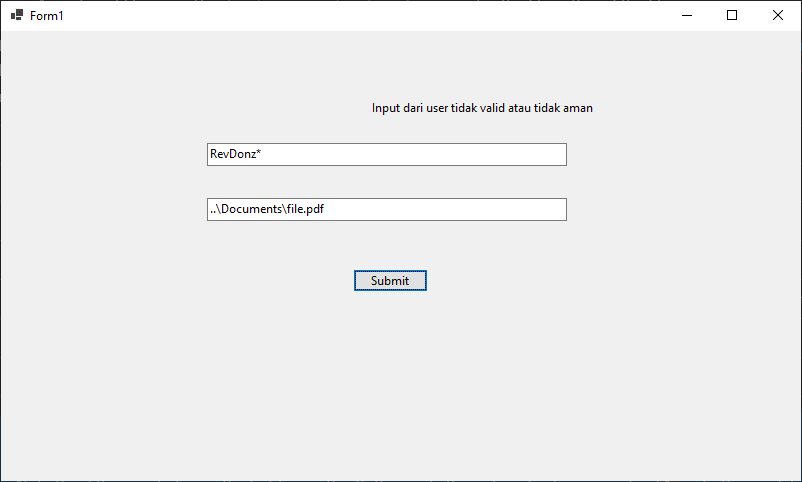 Form1
Input dari user tidak valid atau tidak aman
RevDonz*
..\Documents\file.pdf
Submit